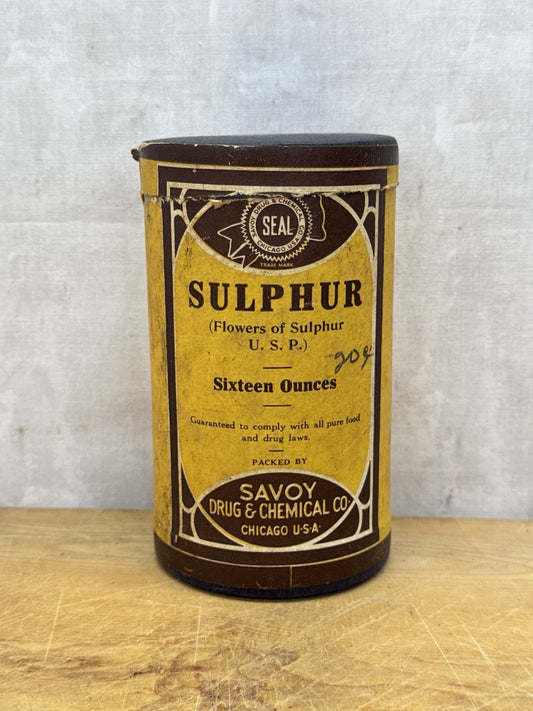 SAVOY DRUG & CHEMICAL CO.
CHICAGO U.S.A.
SEAL
TRADE MARK
SULPHUR
(Flowers of Sulphur
U. S. P.)
20¢
Sixteen Ounces
Guaranteed to comply with all pure food
and drug laws.
PACKED BY
SAVOY
DRUG & CHEMICAL CO.
CHICAGO U·S·A·